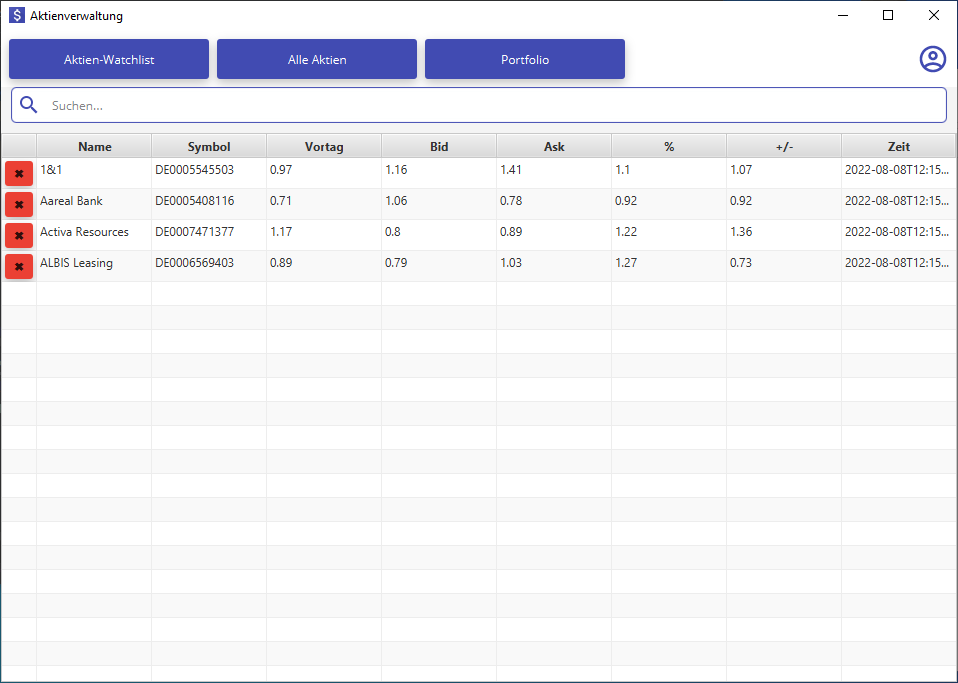 $ Aktienverwaltung
Aktien-Watchlist Alle Aktien Portfolio
Suchen...
Name Symbol Vortag Bid Ask % +/- Zeit
1&1 DE0005545503 0.97 1.16 1.41 1.1 1.07 2022-08-08T12:15...
Aareal Bank DE0005408116 0.71 1.06 0.78 0.92 0.92 2022-08-08T12:15...
Activa Resources DE0007471377 1.17 0.8 0.89 1.22 1.36 2022-08-08T12:15...
ALBIS Leasing DE0006569403 0.89 0.79 1.03 1.27 0.73 2022-08-08T12:15...